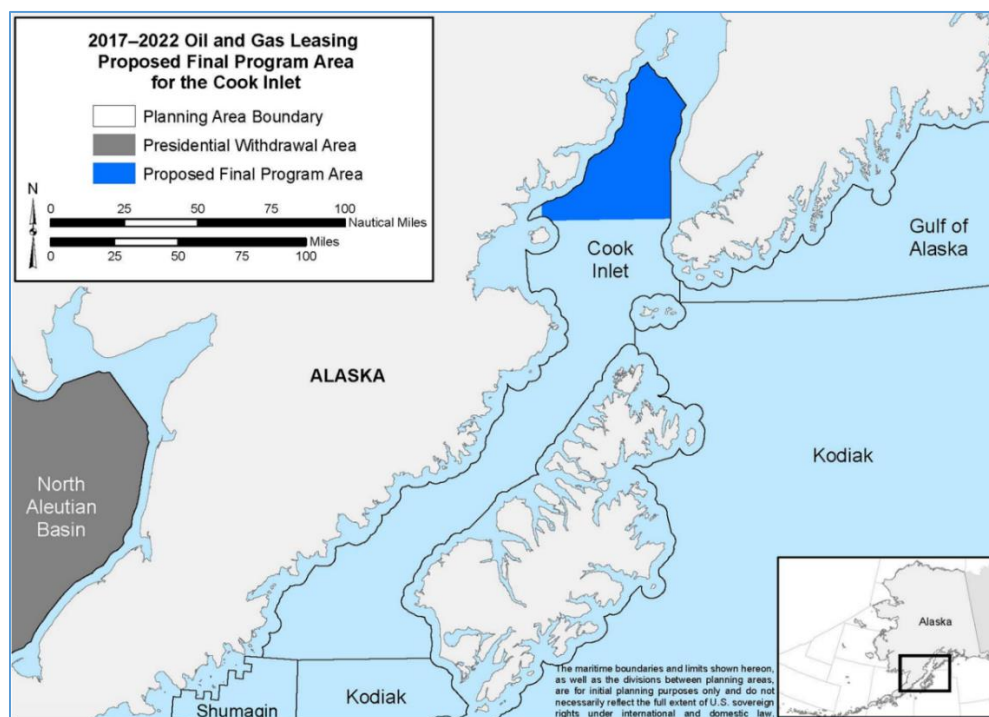 2017–2022 Oil and Gas Leasing
Proposed Final Program Area
for the Cook Inlet
Planning Area Boundary
Presidential Withdrawal Area
Proposed Final Program Area
N
0 25 50 100
Nautical Miles
Miles
0 25 50 100
Gulf of
Alaska
Cook
Inlet
ALASKA
Kodiak
North
Aleutian
Basin
Alaska
Kodiak
Shumagin
The maritime boundaries and limits shown hereon,
as well as the divisions between planning areas,
are for initial planning purposes only and do not
necessarily reflect the full extent of U.S. sovereign
rights under international and domestic law.